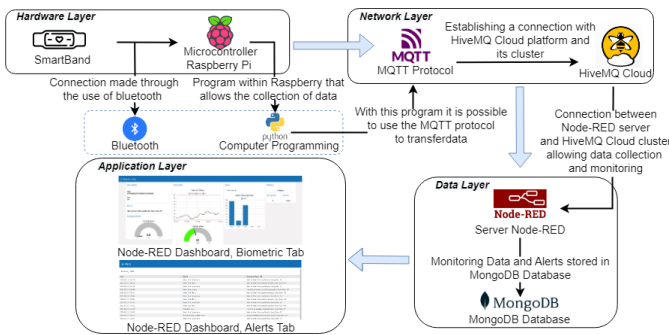 Hardware Layer
SmartBand
Microcontroller
Raspberry Pi
Connection made through
the use of bluetooth
Program within Raspberry that
allows the collection of data
Bluetooth
python
Computer Programming
Network Layer
MQTT
MQTT Protocol
Establishing a connection with
HiveMQ Cloud platform and
its cluster
HiveMQ Cloud
With this program it is possible
to use the MQTT protocol
to transferdata
Connection between
Node-RED server
and HiveMQ Cloud cluster
allowing data collection
and monitoring
Application Layer
Node-RED Dashboard, Biometric Tab
Node-RED Dashboard, Alerts Tab
Data Layer
Node-RED
Server Node-RED
Monitoring Data and Alerts stored in
MongoDB Database
MongoDB
MongoDB Database